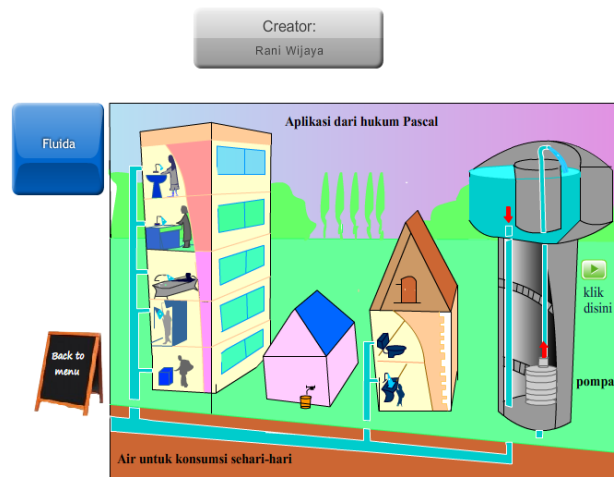 Creator:
Rani Wijaya
Aplikasi dari hukum Pascal
Fluida
klik
disini
Back to
menu
pompa
Air untuk konsumsi sehari-hari